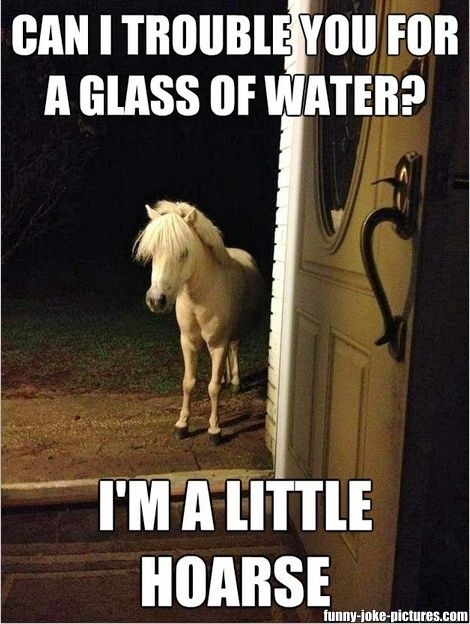 CAN I TROUBLE YOU FOR
A GLASS OF WATER?
I'M A LITTLE
HOARSE
funny-joke-pictures.com